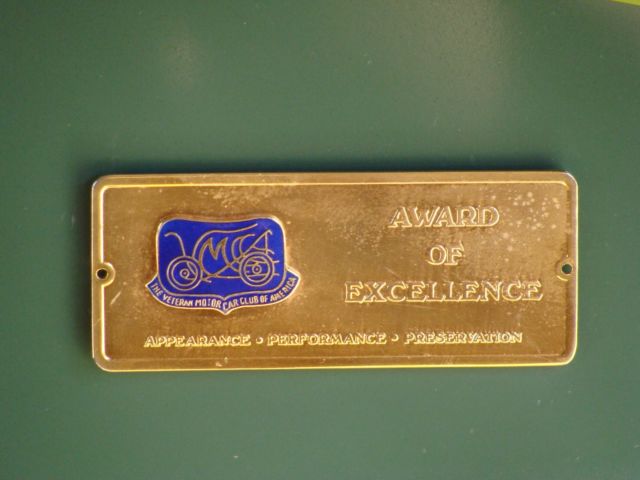 VMCCA
THE VETERAN MOTOR CAR CLUB OF AMERICA
AWARD
OF
EXCELLENCE
APPEARANCE • PERFORMANCE • PRESERVATION